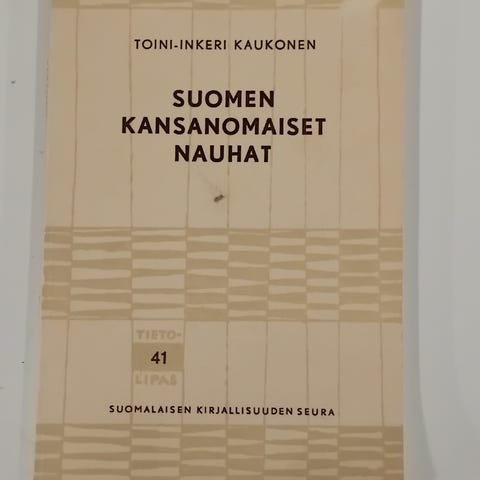 TOINI-INKERI KAUKONEN
SUOMEN
KANSANOMAISET
NAUHAT
TIETO-
41
LIPAS
SUOMALAISEN KIRJALLISUUDEN SEURA